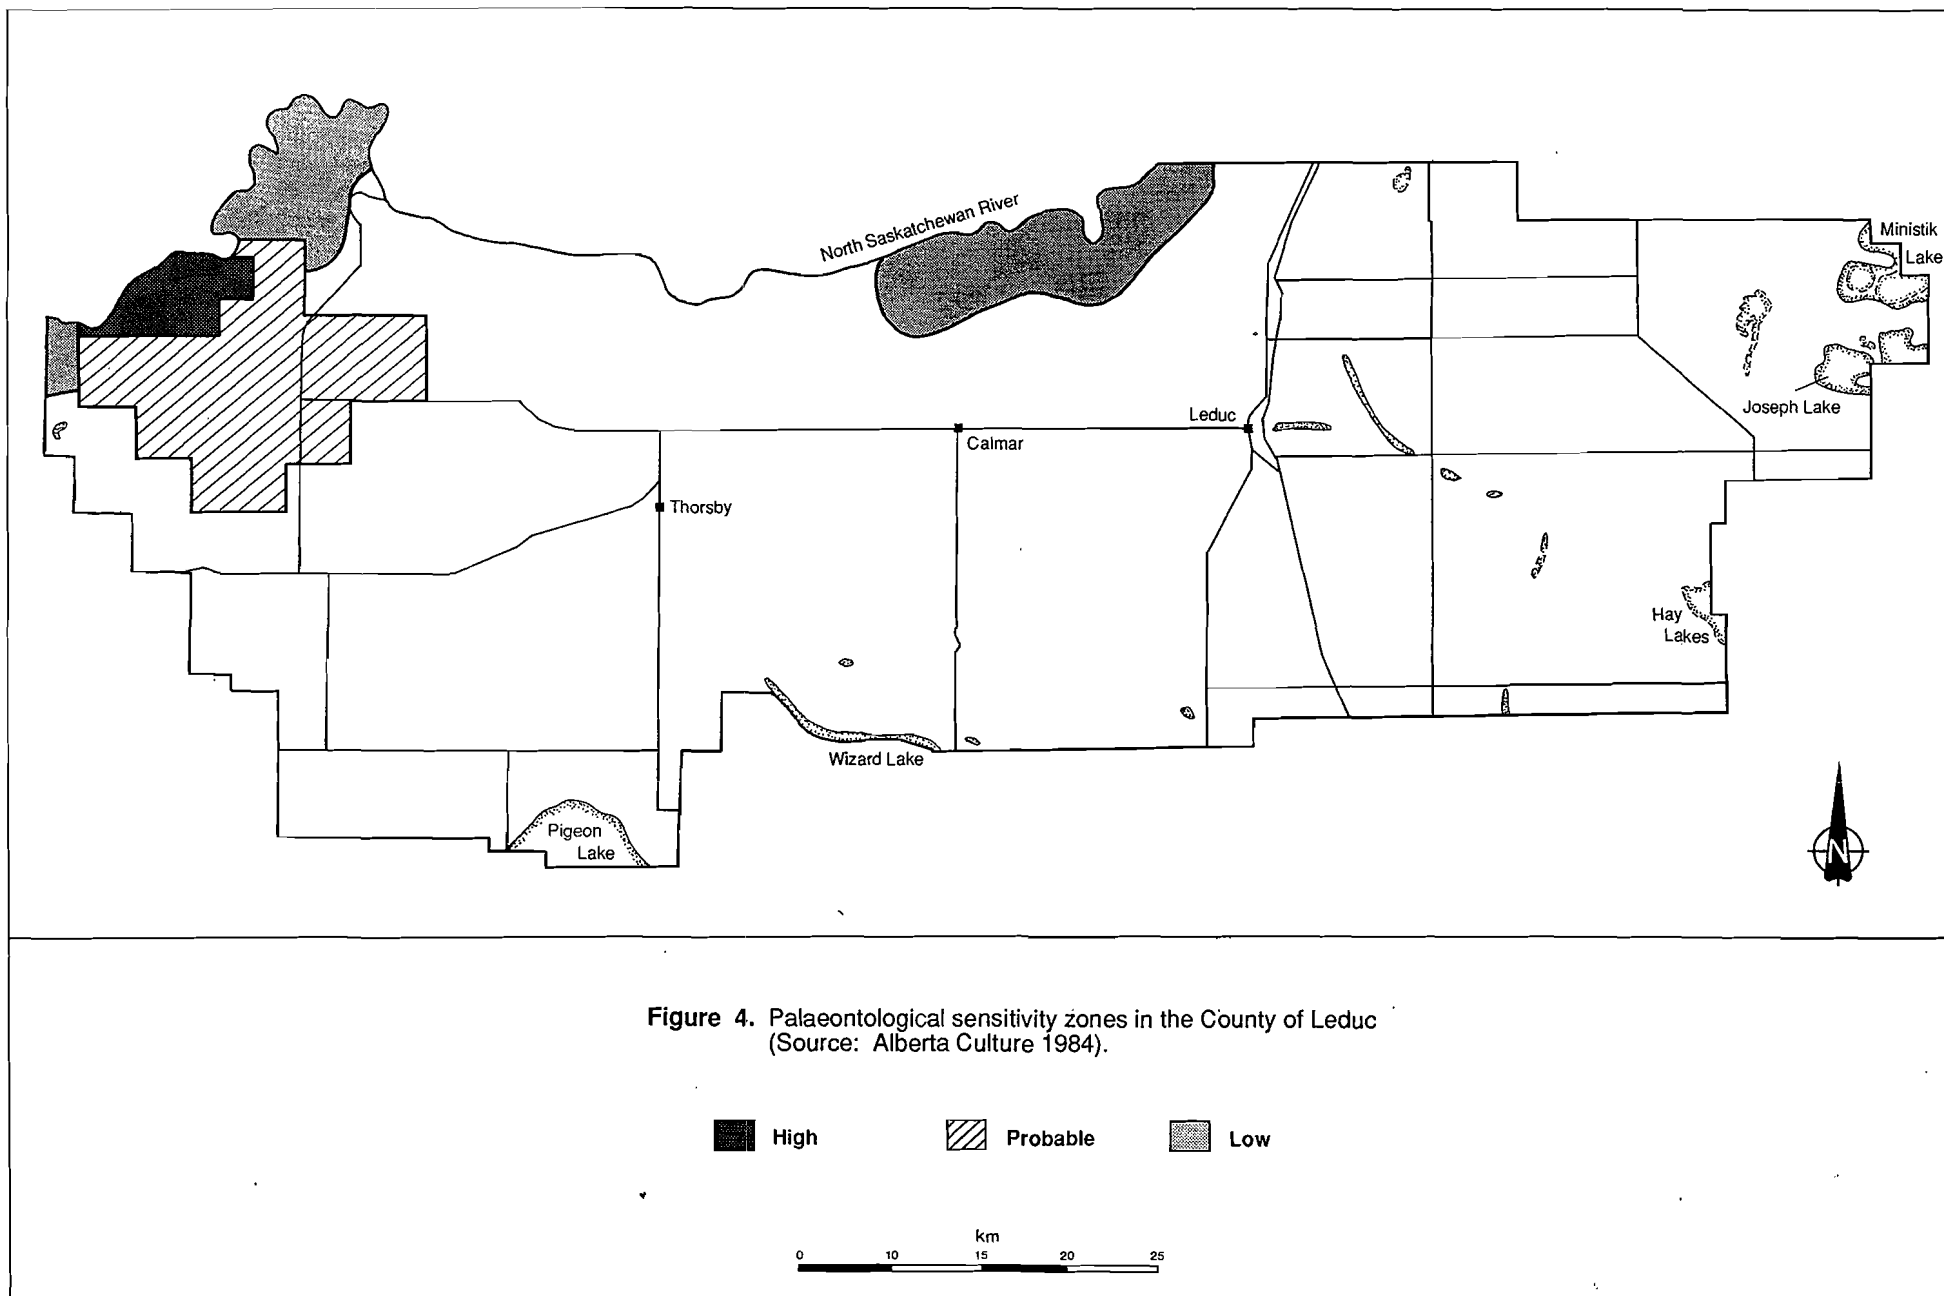 North Saskatchewan River
Ministik
Lake
Joseph Lake
Leduc
Calmar
Thorsby
Hay
Lakes
Wizard Lake
Pigeon
Lake
N
Figure 4. Palaeontological sensitivity zones in the County of Leduc
(Source: Alberta Culture 1984).
High Probable Low
km
0 10 15 20 25